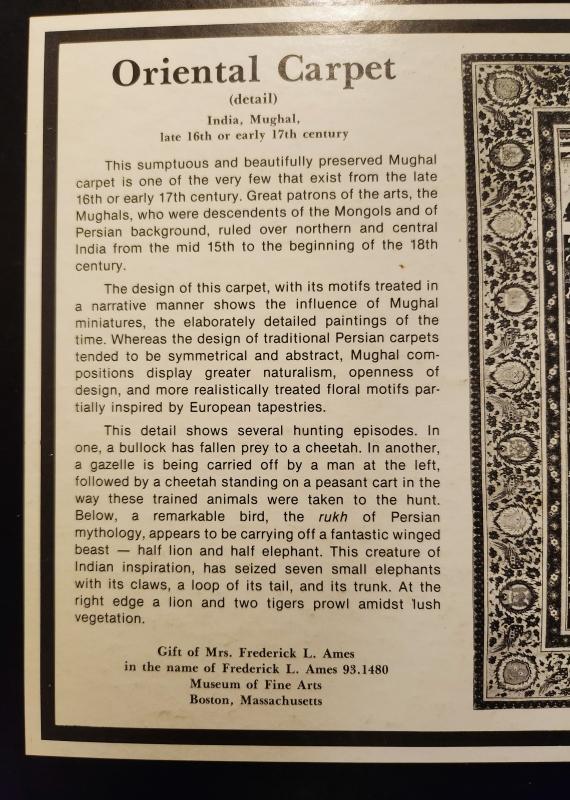 Oriental Carpet
(detail)
India, Mughal,
late 16th or early 17th century
This sumptuous and beautifully preserved Mughal
carpet is one of the very few that exist from the late
16th or early 17th century. Great patrons of the arts, the
Mughals, who were descendents of the Mongols and of
Persian background, ruled over northern and central
India from the mid 15th to the beginning of the 18th
century.
The design of this carpet, with its motifs treated in
a narrative manner shows the influence of Mughal
miniatures, the elaborately detailed paintings of the
time. Whereas the design of traditional Persian carpets
tended to be symmetrical and abstract, Mughal com-
positions display greater naturalism, openness of
design, and more realistically treated floral motifs par-
tially inspired by European tapestries.
This detail shows several hunting episodes. In
one, a bullock has fallen prey to a cheetah. In another,
a gazelle is being carried off by a man at the left,
followed by a cheetah standing on a peasant cart in the
way these trained animals were taken to the hunt.
Below, a remarkable bird, the rukh of Persian
mythology, appears to be carrying off a fantastic winged
beast — half lion and half elephant. This creature of
Indian inspiration, has seized seven small elephants
with its claws, a loop of its tail, and its trunk. At the
right edge a lion and two tigers prowl amidst lush
vegetation.
Gift of Mrs. Frederick L. Ames
in the name of Frederick L. Ames 93.1480
Museum of Fine Arts
Boston, Massachusetts